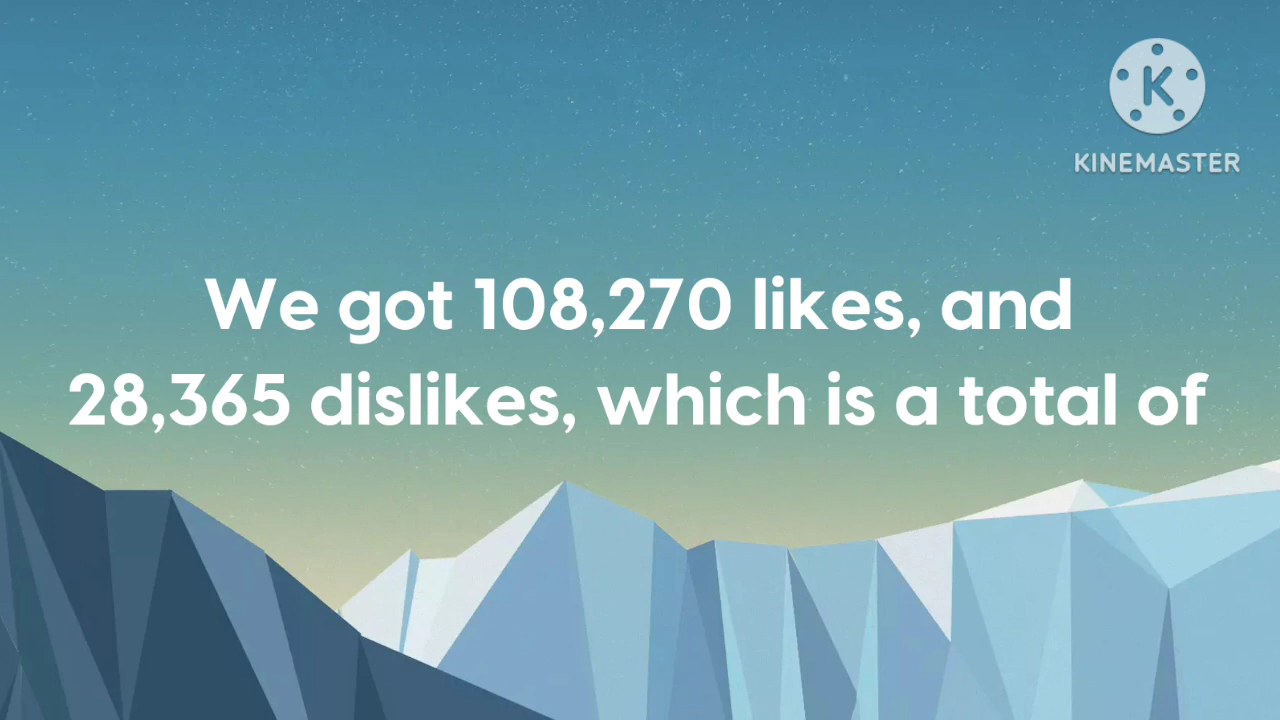 K
KINEMASTER
We got 108,270 likes, and
28,365 dislikes, which is a total of